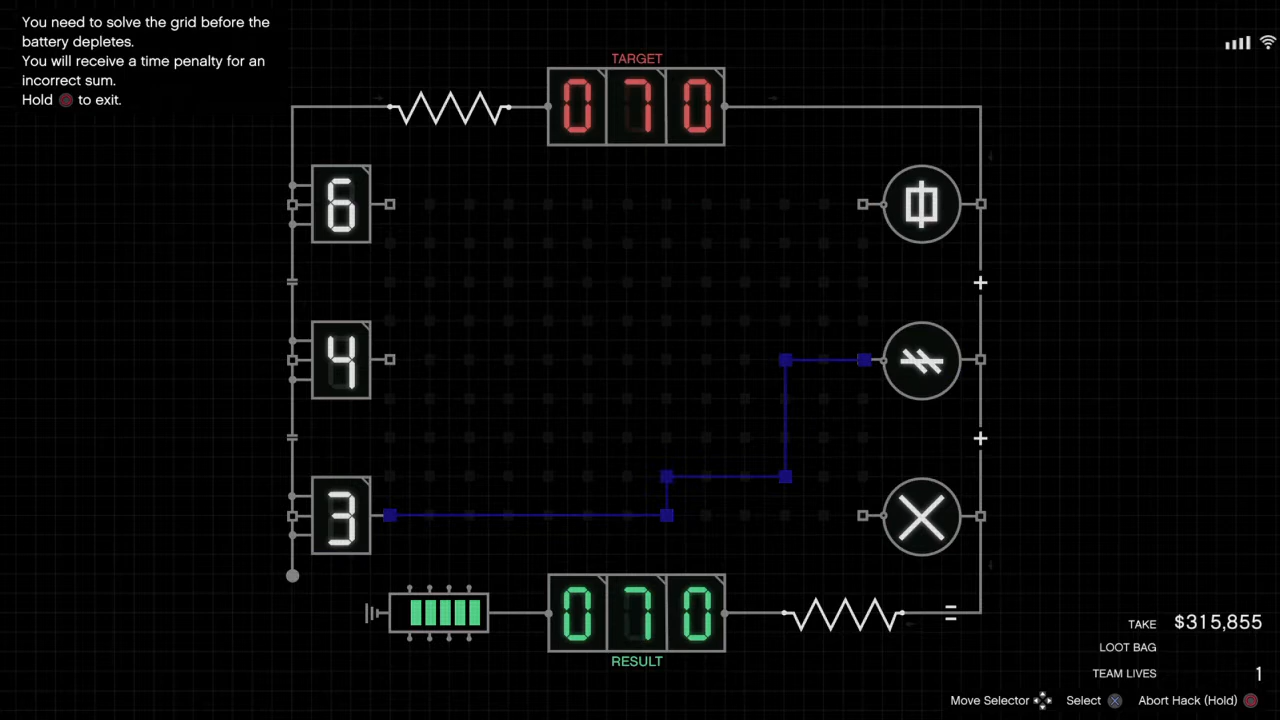 You need to solve the grid before the
battery depletes.
You will receive a time penalty for an
incorrect sum.
Hold to exit.
TARGET
070
6
4
3
070
RESULT
TAKE $315,855
LOOT BAG
TEAM LIVES 1
Move Selector Select Abort Hack (Hold)